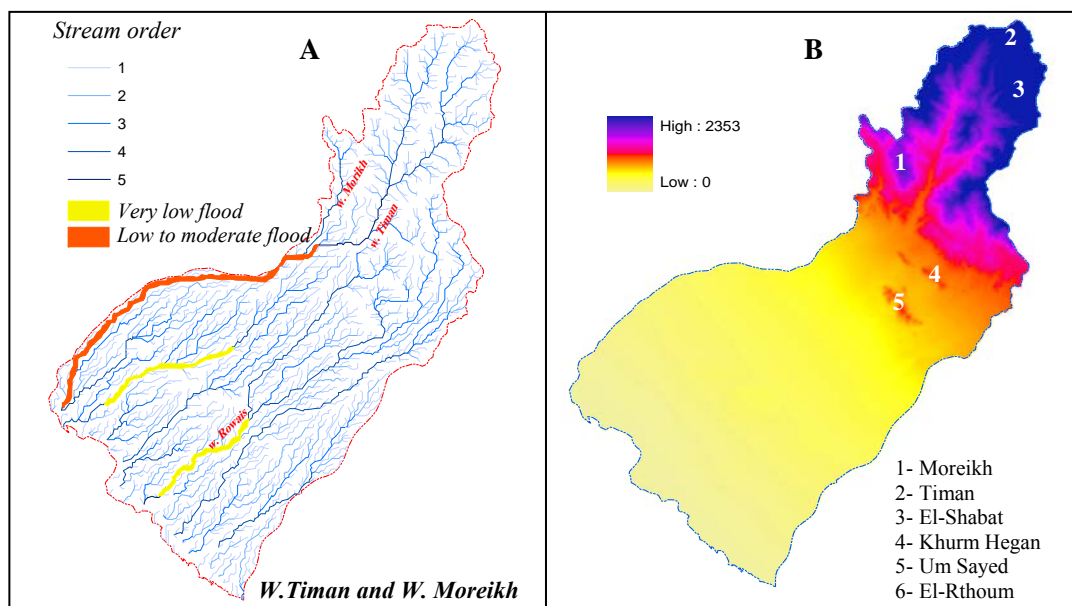 Stream order
A
1
2
3
4
5
Very low flood
Low to moderate flood
w. Morikh
w. Timan
w. Rowais
W.Timan and W. Moreikh
B
High : 2353
Low : 0
2
3
1
4
5
1- Moreikh
2- Timan
3- El-Shabat
4- Khurm Hegan
5- Um Sayed
6- El-Rthoum